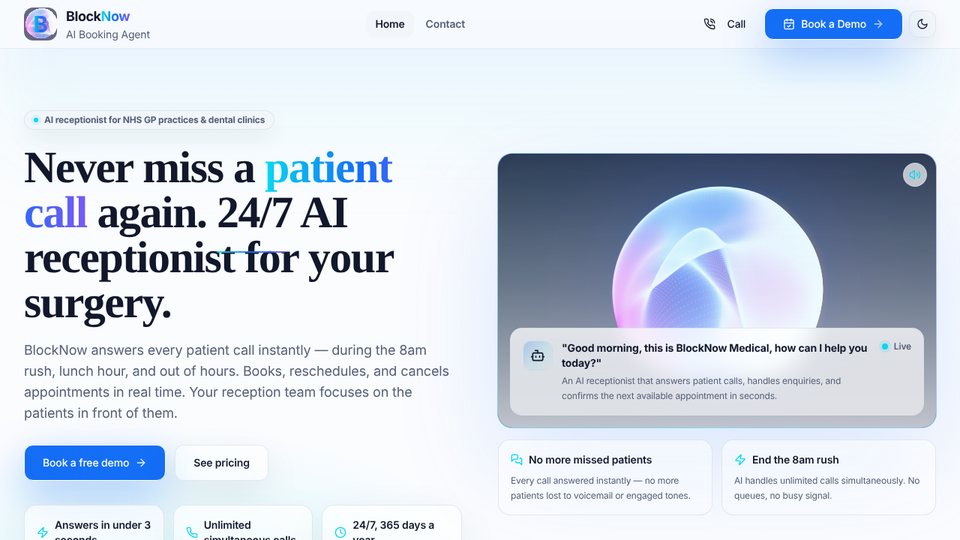 BlockNow
AI Booking Agent
Home
Contact
Call
Book a Demo
AI receptionist for NHS GP practices & dental clinics
Never miss a patient
call again. 24/7 AI
receptionist for your
surgery.
BlockNow answers every patient call instantly — during the 8am
rush, lunch hour, and out of hours. Books, reschedules, and cancels
appointments in real time. Your reception team focuses on the
patients in front of them.
Book a free demo
See pricing
Answers in under 3
seconds
Unlimited
simultaneous calls
24/7, 365 days a
year
"Good morning, this is BlockNow Medical, how can I help you
today?"
Live
An AI receptionist that answers patient calls, handles enquiries, and
confirms the next available appointment in seconds.
No more missed patients
Every call answered instantly — no more
patients lost to voicemail or engaged tones.
End the 8am rush
AI handles unlimited calls simultaneously. No
queues, no busy signal.